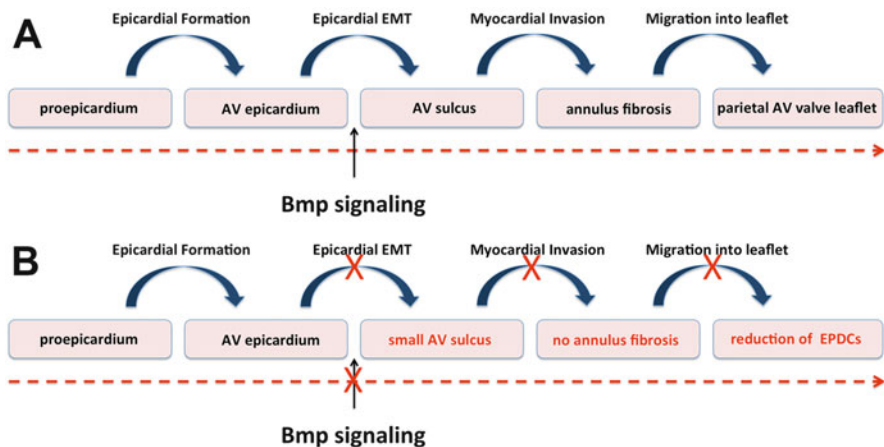 A
Epicardial Formation Epicardial EMT Myocardial Invasion Migration into leaflet
proepicardium AV epicardium AV sulcus annulus fibrosis parietal AV valve leaflet
Bmp signaling
B
Epicardial Formation Epicardial EMT Myocardial Invasion Migration into leaflet
X X X
proepicardium AV epicardium small AV sulcus no annulus fibrosis reduction of EPDCs
X
Bmp signaling